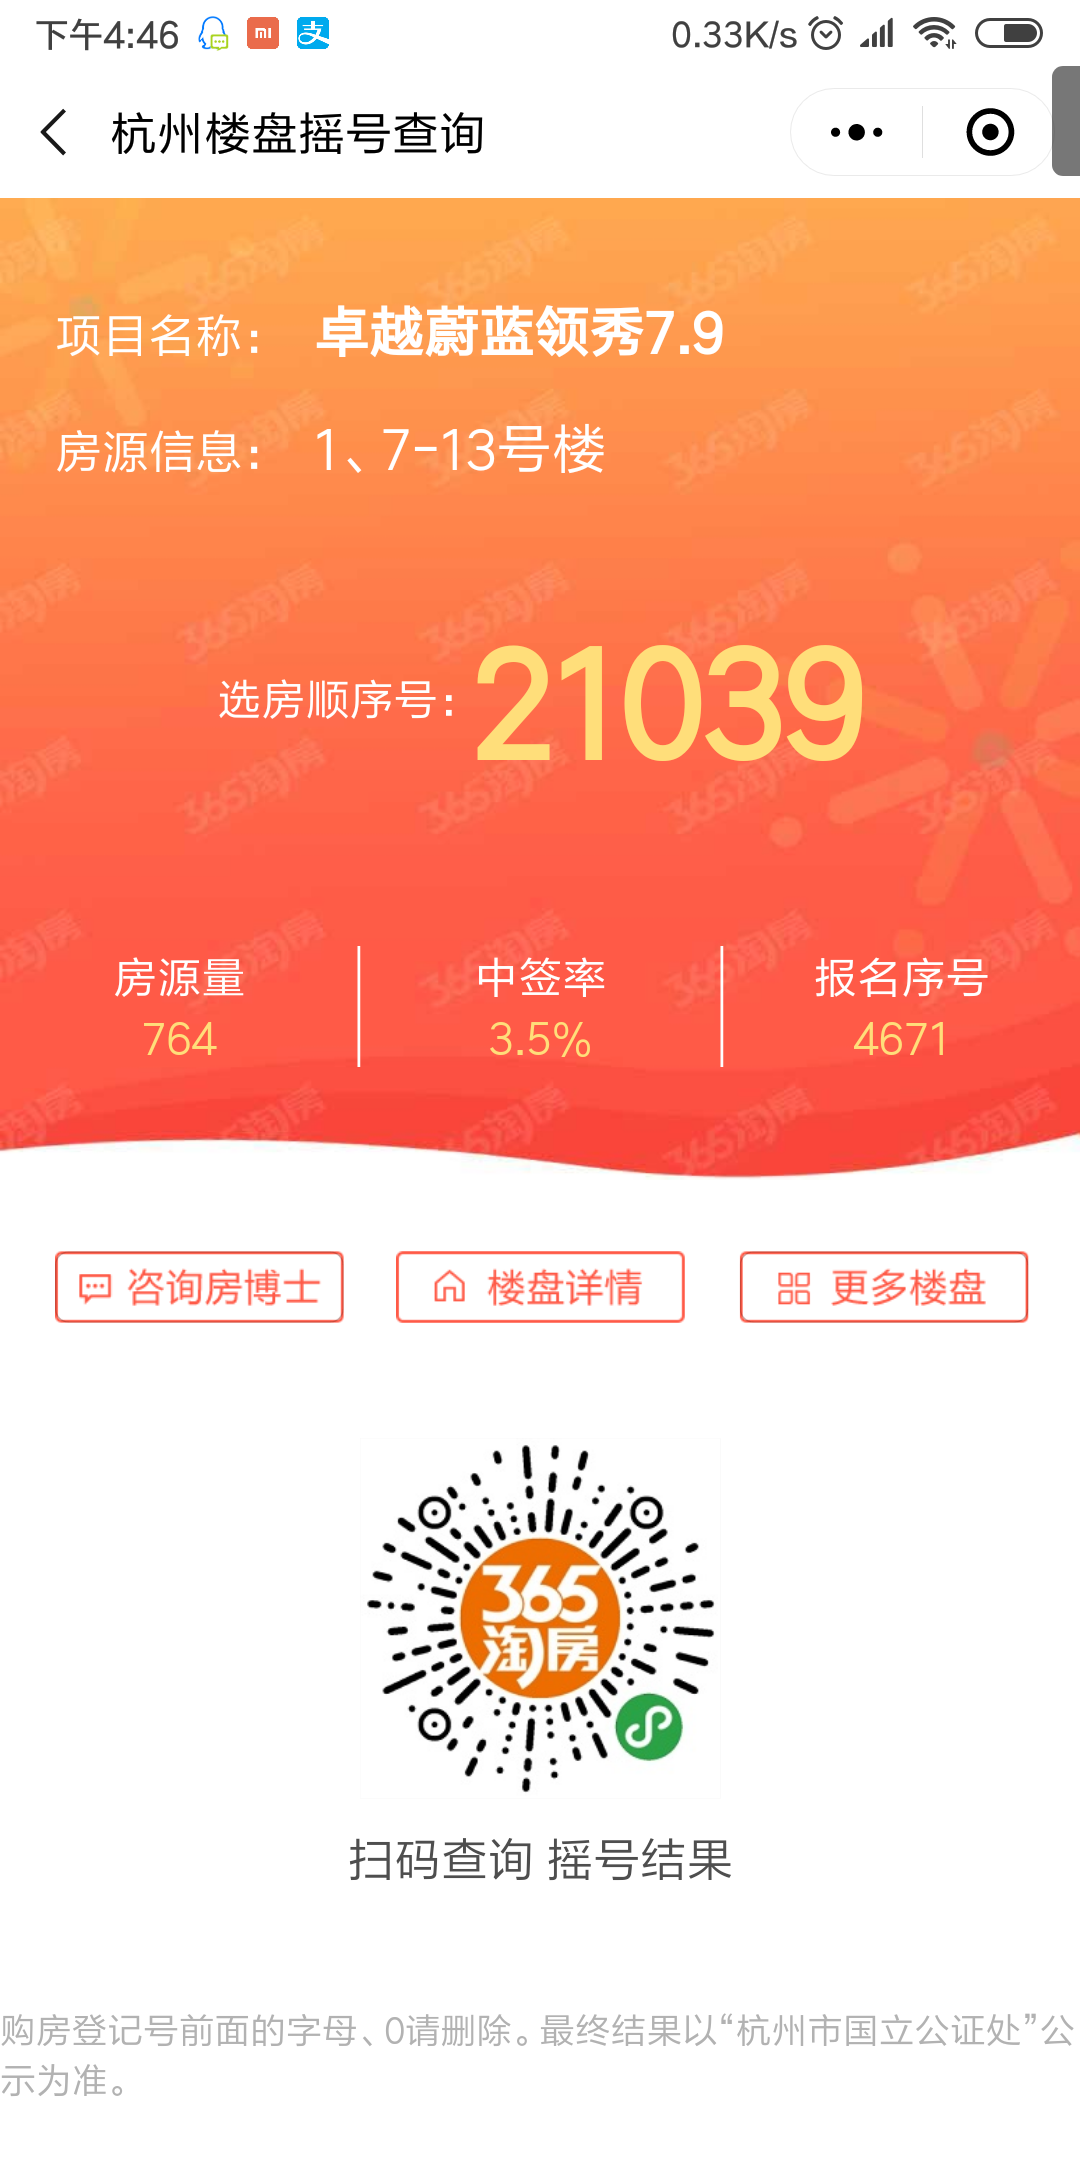 下午4:46
0.33K/s
杭州楼盘摇号查询
项目名称： 卓越蔚蓝领秀7.9
房源信息： 1、7-13号楼
选房顺序号：21039
房源量 中签率 报名序号
764 3.5% 4671
咨询房博士 楼盘详情 更多楼盘
365
淘房
扫码查询 摇号结果
购房登记号前面的字母、0请删除。最终结果以“杭州市国立公证处”公
示为准。